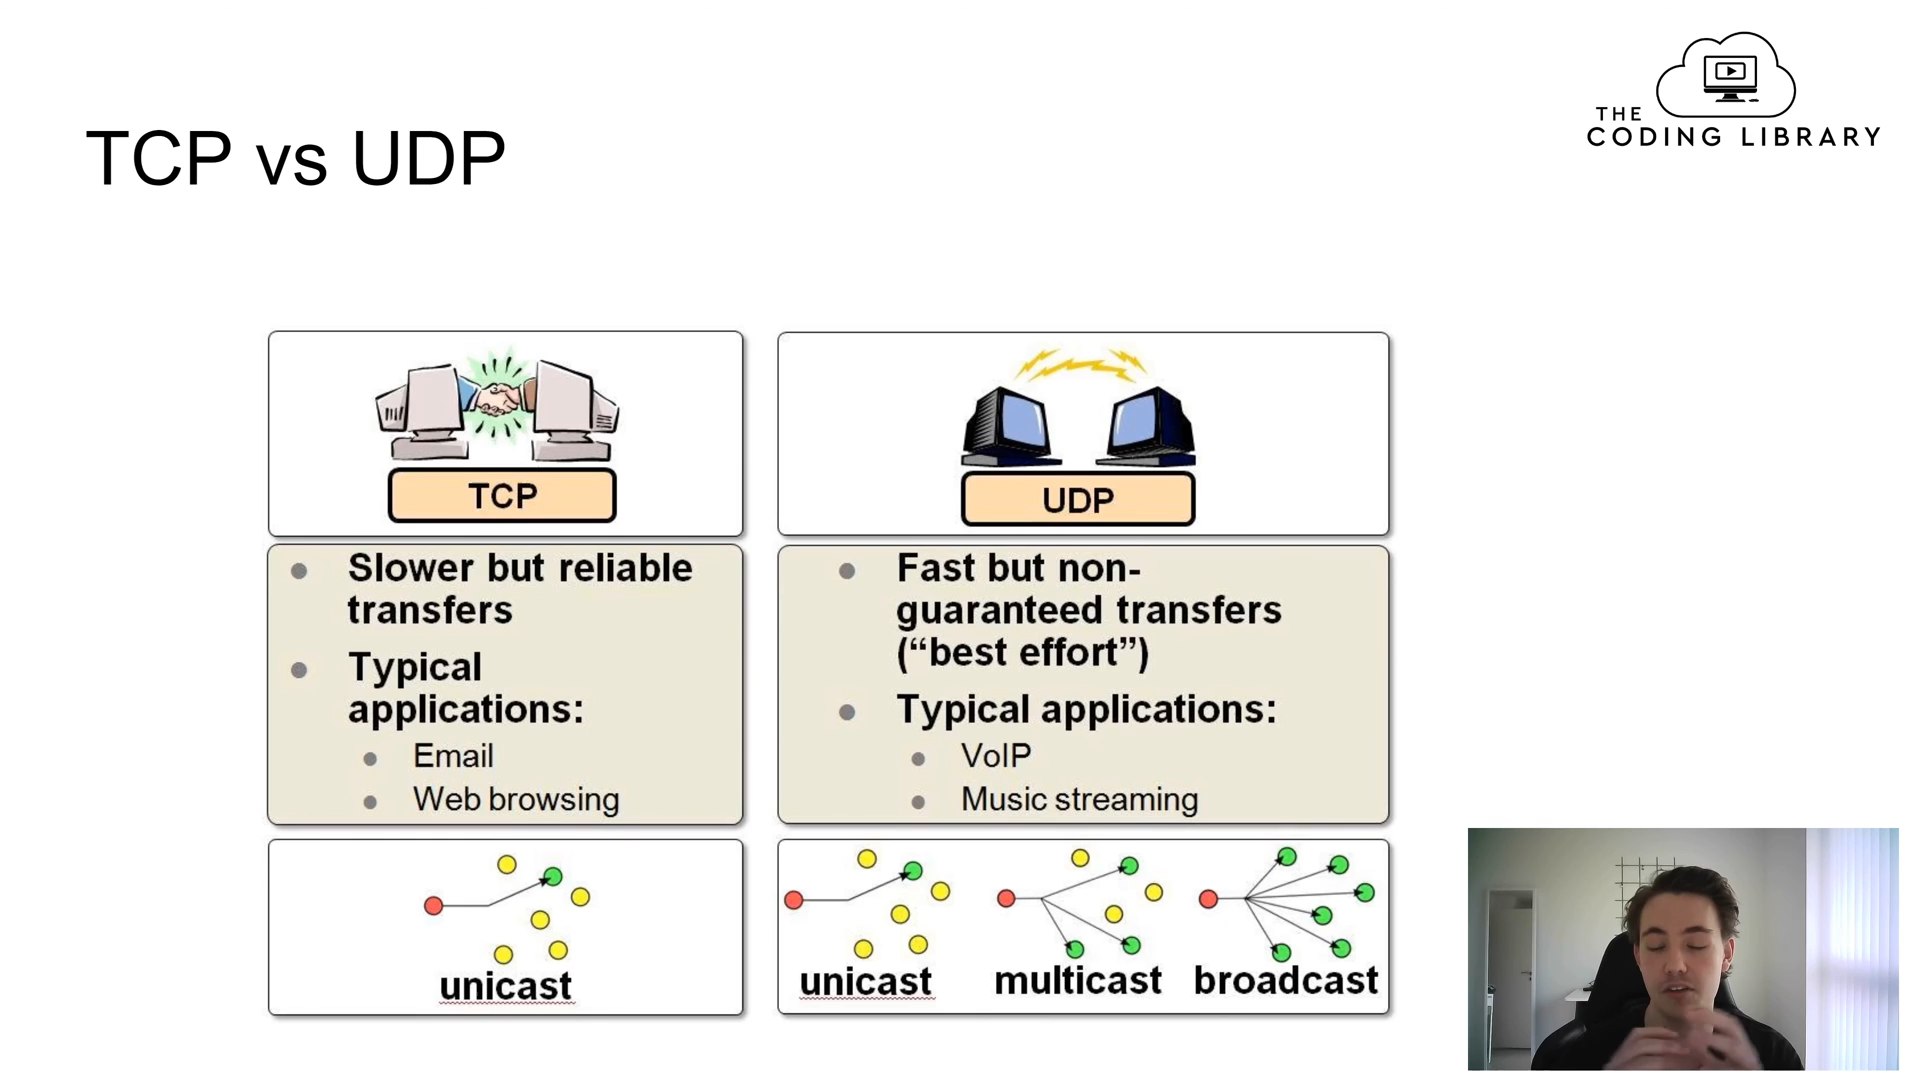 THE
CODING LIBRARY
TCP vs UDP
TCP
Slower but reliable
transfers
Typical
applications:
Email
Web browsing
unicast
UDP
Fast but non-
guaranteed transfers
(“best effort”)
Typical applications:
VoIP
Music streaming
unicast
multicast
broadcast